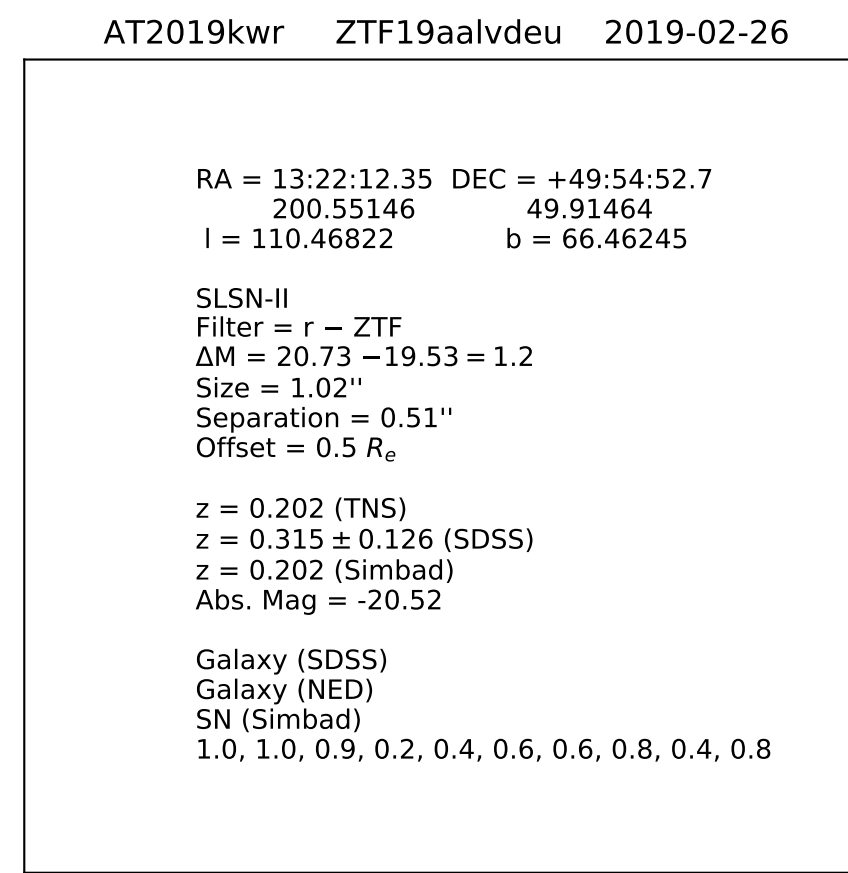 AT2019kwr ZTF19aalvdeu 2019-02-26
RA = 13:22:12.35 DEC = +49:54:52.7
200.55146 49.91464
l = 110.46822 b = 66.46245
SLSN-II
Filter = r − ZTF
ΔM = 20.73 −19.53 = 1.2
Size = 1.02''
Separation = 0.51''
Offset = 0.5 Rₑ
z = 0.202 (TNS)
z = 0.315 ± 0.126 (SDSS)
z = 0.202 (Simbad)
Abs. Mag = -20.52
Galaxy (SDSS)
Galaxy (NED)
SN (Simbad)
1.0, 1.0, 0.9, 0.2, 0.4, 0.6, 0.6, 0.8, 0.4, 0.8